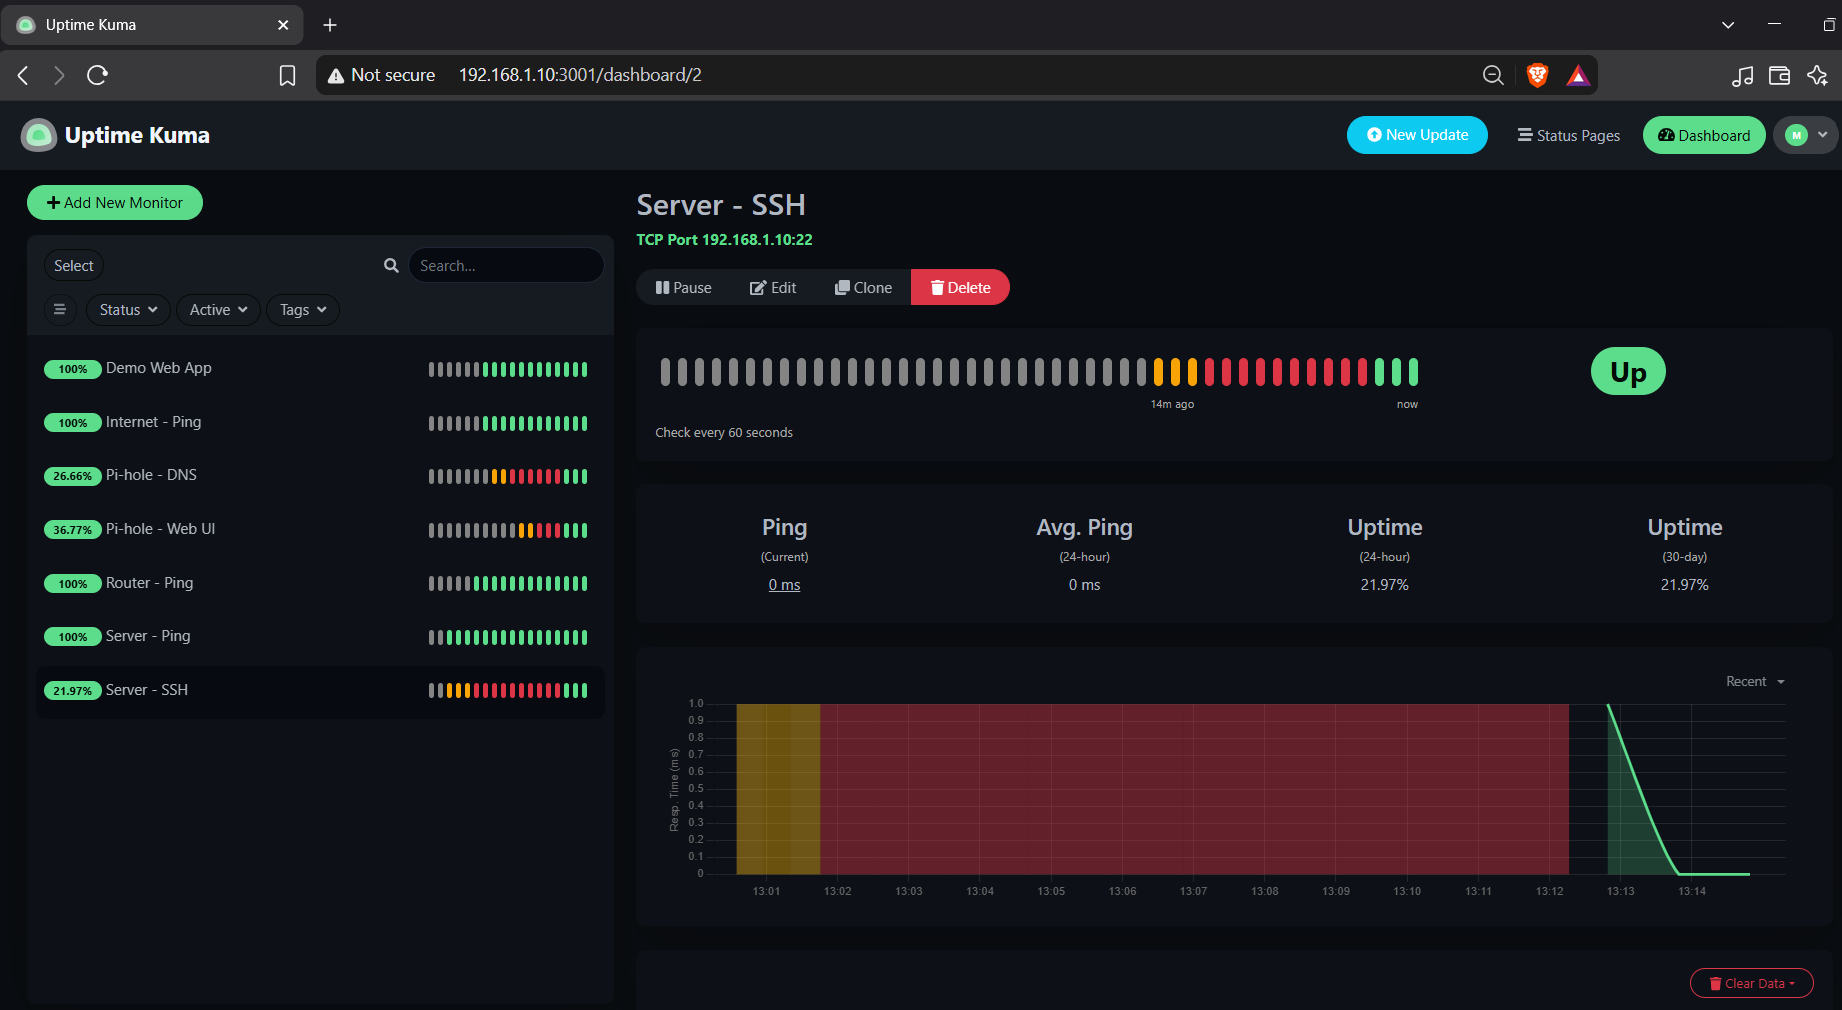 Uptime Kuma
Not secure 192.168.1.10:3001/dashboard/2
Uptime Kuma
New Update
Status Pages
Dashboard
M
Add New Monitor
Select
Search...
Status
Active
Tags
100% Demo Web App
100% Internet - Ping
26.66% Pi-hole - DNS
36.77% Pi-hole - Web UI
100% Router - Ping
100% Server - Ping
21.97% Server - SSH
Server - SSH
TCP Port 192.168.1.10:22
Pause
Edit
Clone
Delete
Up
14m ago
now
Check every 60 seconds
Ping
(Current)
0 ms
Avg. Ping
(24-hour)
0 ms
Uptime
(24-hour)
21.97%
Uptime
(30-day)
21.97%
Recent
Resp. Time (ms)
1.0
0.9
0.8
0.7
0.6
0.5
0.4
0.3
0.2
0.1
0
13:01 13:02 13:03 13:04 13:05 13:06 13:07 13:08 13:09 13:10 13:11 13:12 13:13 13:14
Clear Data